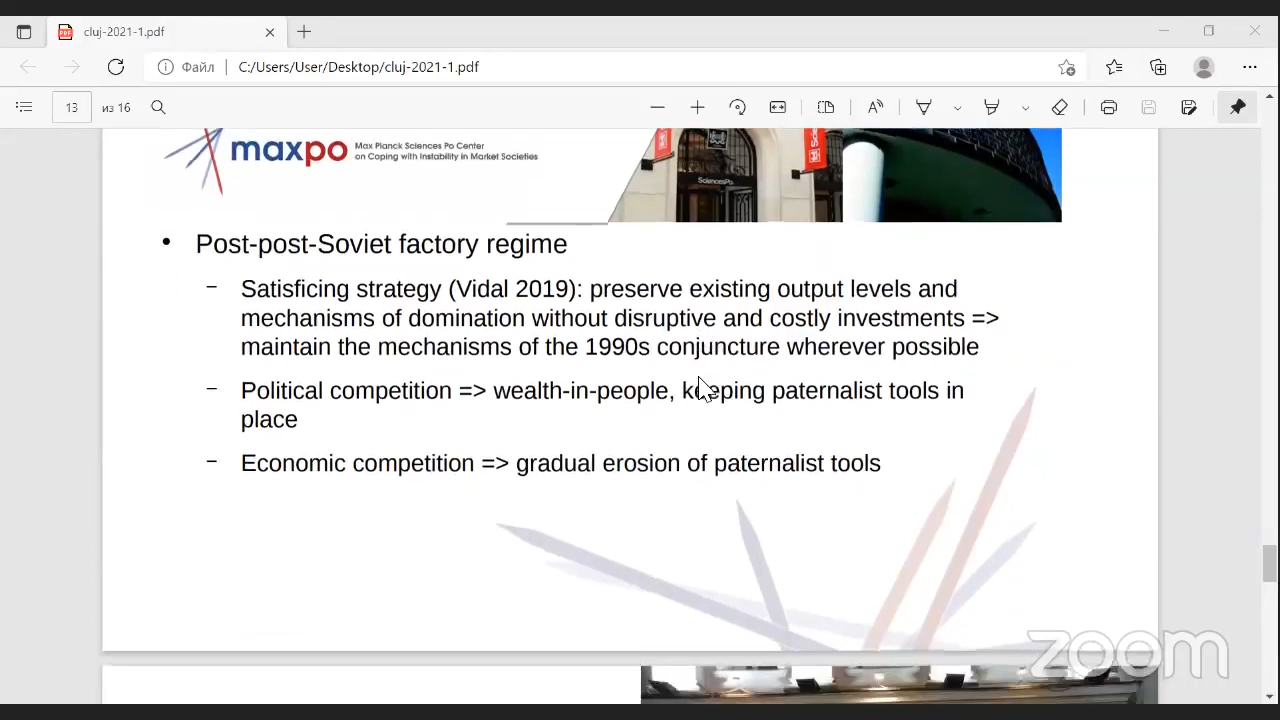 cluj-2021-1.pdf
Файл C:/Users/User/Desktop/cluj-2021-1.pdf
13 из 16
maxpo
Max Planck Sciences Po Center
on Coping with Instability in Market Societies
SciencesPo
• Post-post-Soviet factory regime
– Satisficing strategy (Vidal 2019): preserve existing output levels and
mechanisms of domination without disruptive and costly investments =>
maintain the mechanisms of the 1990s conjuncture wherever possible
– Political competition => wealth-in-people, keeping paternalist tools in
place
– Economic competition => gradual erosion of paternalist tools
zoom